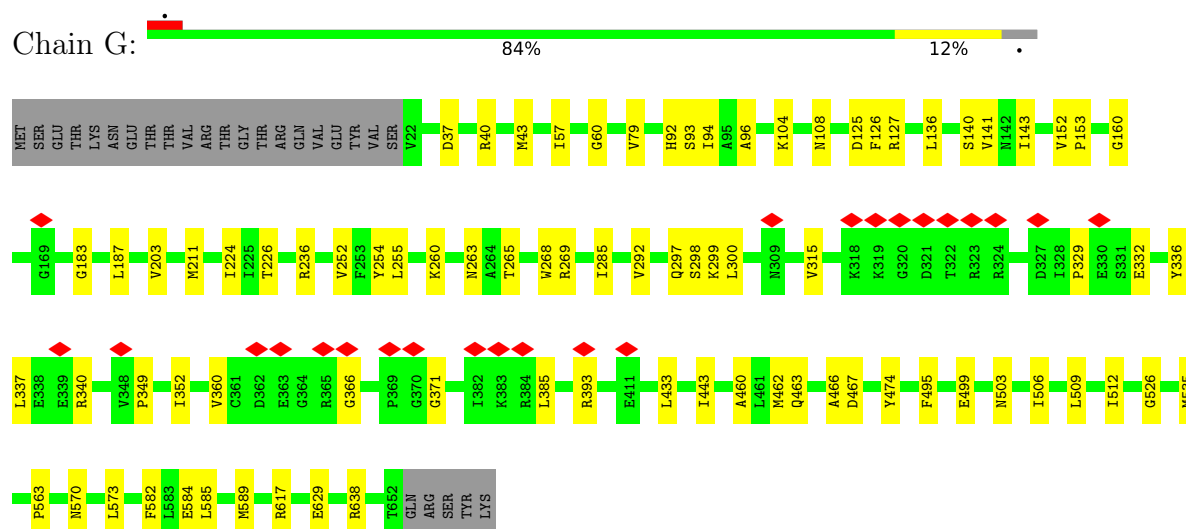 Chain G:
84% 12%
MET SER GLU THR LYS ASN GLU THR THR VAL ARG THR GLY THR ARG GLN VAL GLU TYR VAL SER V22 D37 R40 M43 I57 G60 V79 H92 S93 I94 A95 A96 K104 N108 D125 F126 R127 L136 S140 V141 N142 I143 V152 P153 G160
G169 G183 L187 V203 M211 I224 I225 T226 R236 V252 F253 Y254 L255 K260 N263 A264 T265 W268 R269 I285 V292 Q297 S298 K299 L300 N309 V315 K318 K319 G320 D321 T322 R323 R324 D327 I328 P329 E330 S331 E332 Y336
L337 E338 E339 R340 V348 P349 I352 V360 C361 D362 E363 G364 R365 G366 P369 G370 G371 I382 K383 R384 L385 R393 E411 L433 I443 A460 L461 M462 Q463 A466 D467 Y474 F495 E499 N503 I506 L509 I512 G526
P563 N570 L573 F582 L583 E584 L585 M589 R617 E629 R638 T652 GLN ARG SER TYR LYS